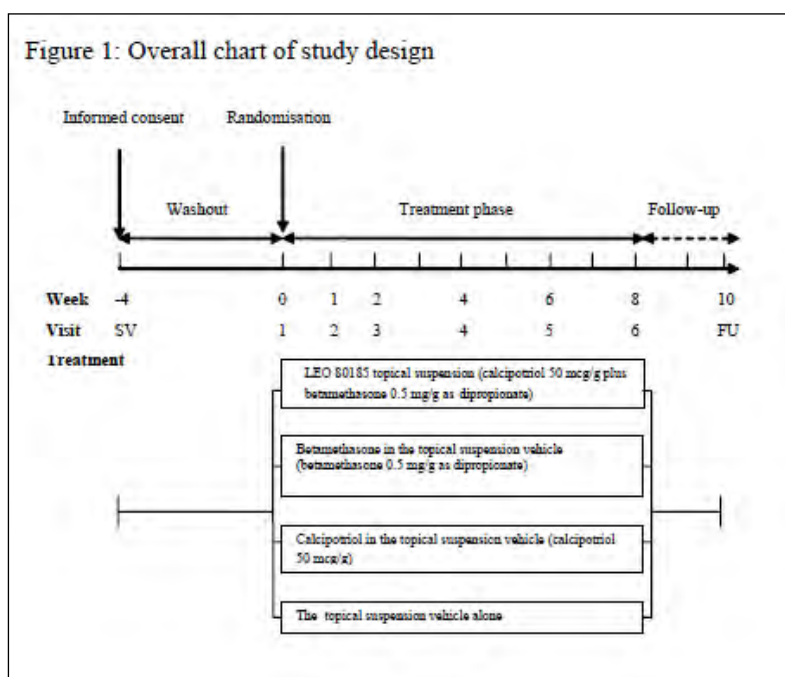 Figure 1: Overall chart of study design
Informed consent Randomisation
Washout Treatment phase Follow-up
Week -4 0 1 2 4 6 8 10
Visit SV 1 2 3 4 5 6 FU
Treatment
LEO 80185 topical suspension (calcipotriol 50 mcg/g plus
betamethasone 0.5 mg/g as dipropionate)
Betamethasone in the topical suspension vehicle
(betamethasone 0.5 mg/g as dipropionate)
Calcipotriol in the topical suspension vehicle (calcipotriol
50 mcg/g)
The topical suspension vehicle alone